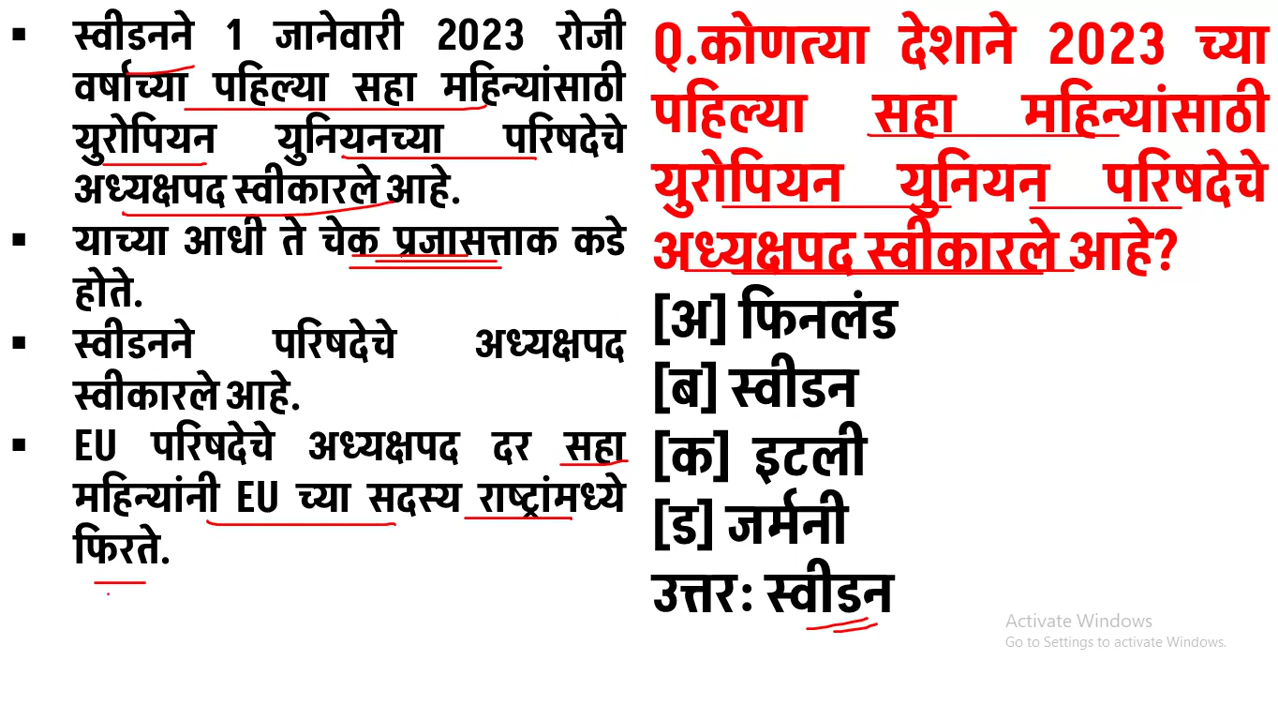 ▪ स्वीडनने 1 जानेवारी 2023 रोजी
वर्षाच्या पहिल्या सहा महिन्यांसाठी
युरोपियन युनियनच्या परिषदेचे
अध्यक्षपद स्वीकारले आहे.
▪ याच्या आधी ते चेक प्रजासत्ताक कडे
होते.
▪ स्वीडनने परिषदेचे अध्यक्षपद
स्वीकारले आहे.
▪ EU परिषदेचे अध्यक्षपद दर सहा
महिन्यांनी EU च्या सदस्य राष्ट्रांमध्ये
फिरते.
Q.कोणत्या देशाने 2023 च्या
पहिल्या सहा महिन्यांसाठी
युरोपियन युनियन परिषदेचे
अध्यक्षपद स्वीकारले आहे?
[अ] फिनलंड
[ब] स्वीडन
[क] इटली
[ड] जर्मनी
उत्तर: स्वीडन
Activate Windows
Go to Settings to activate Windows.